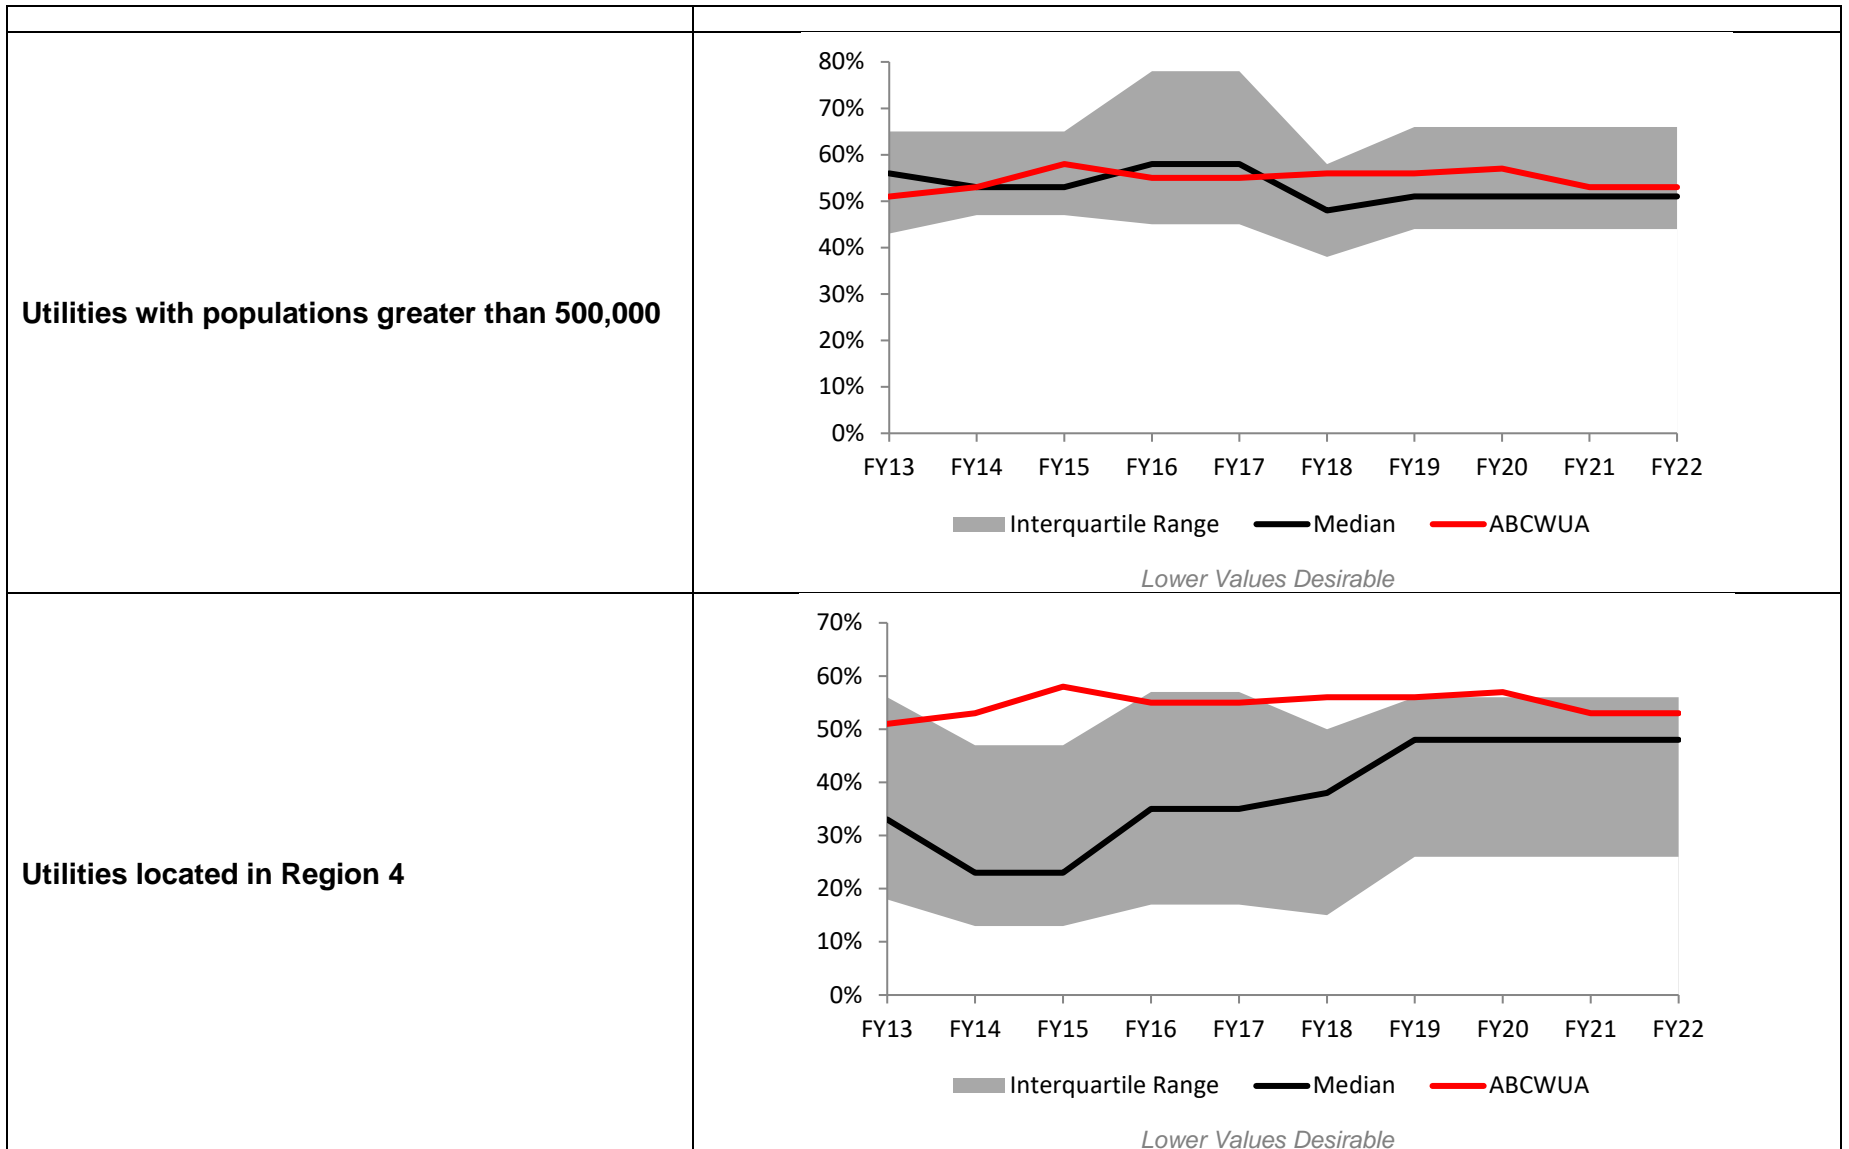 Utilities with populations greater than 500,000
80%
70%
60%
50%
40%
30%
20%
10%
0%
FY13 FY14 FY15 FY16 FY17 FY18 FY19 FY20 FY21 FY22
Interquartile Range Median ABCWUA
Lower Values Desirable
Utilities located in Region 4
70%
60%
50%
40%
30%
20%
10%
0%
FY13 FY14 FY15 FY16 FY17 FY18 FY19 FY20 FY21 FY22
Interquartile Range Median ABCWUA
Lower Values Desirable